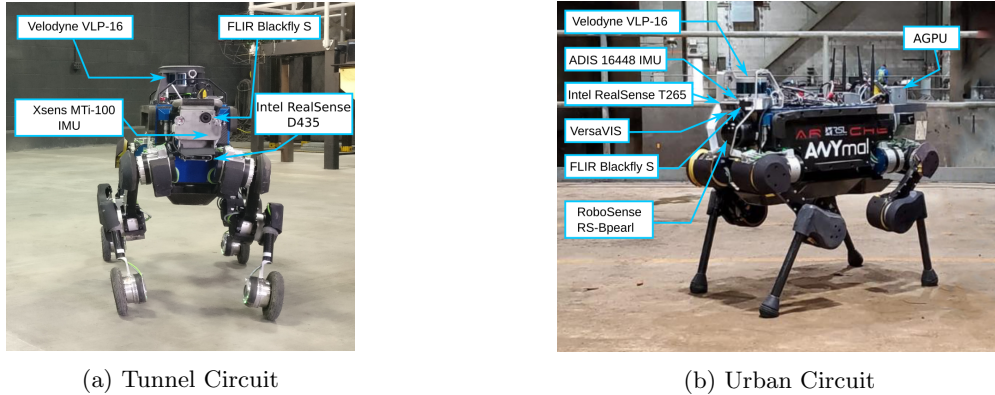 Velodyne VLP-16
FLIR Blackfly S
Xsens MTi-100
IMU
Intel RealSense
D435
(a) Tunnel Circuit
Velodyne VLP-16
AGPU
ADIS 16448 IMU
Intel RealSense T265
VersaVIS
FLIR Blackfly S
RoboSense
RS-Bpearl
RSL
ANYmal
(b) Urban Circuit